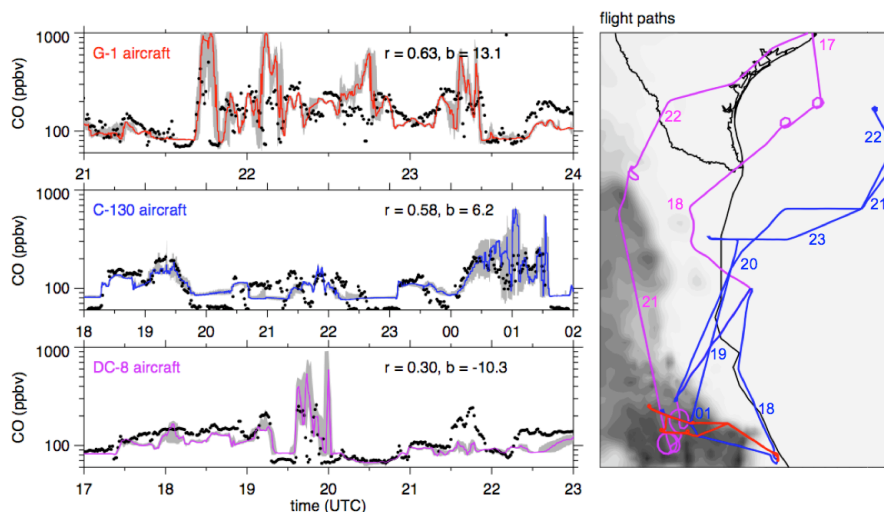 flight paths
G-1 aircraft
r = 0.63, b = 13.1
CO (ppbv)
1000
100
21 22 23 24
C-130 aircraft
r = 0.58, b = 6.2
CO (ppbv)
1000
100
18 19 20 21 22 23 00 01 02
DC-8 aircraft
r = 0.30, b = -10.3
CO (ppbv)
1000
100
17 18 19 20 21 22 23
time (UTC)
17
22
22
18
21
23
20
21
19
01
18